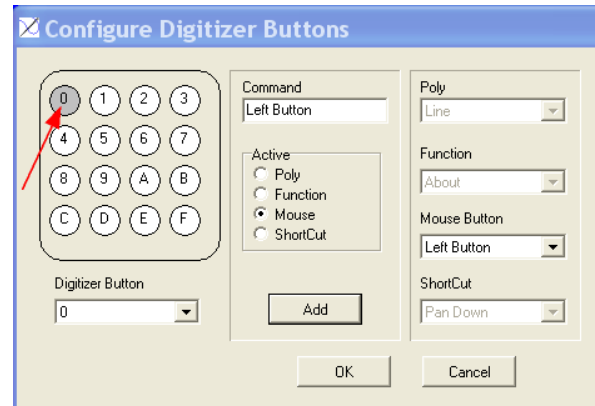 Configure Digitizer Buttons
0 1 2 3
4 5 6 7
8 9 A B
C D E F
Digitizer Button
0
Command
Left Button
Active
Poly
Function
Mouse
ShortCut
Add
Poly
Line
Function
About
Mouse Button
Left Button
ShortCut
Pan Down
OK
Cancel